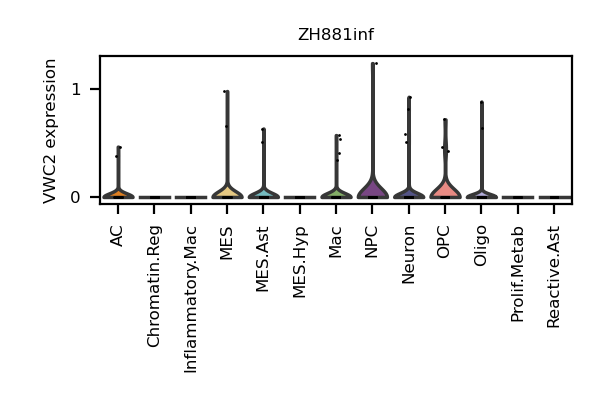 ZH881inf
VWC2 expression
1
0
AC
Chromatin.Reg
Inflammatory.Mac
MES
MES.Ast
MES.Hyp
Mac
NPC
Neuron
OPC
Oligo
Prolif.Metab
Reactive.Ast